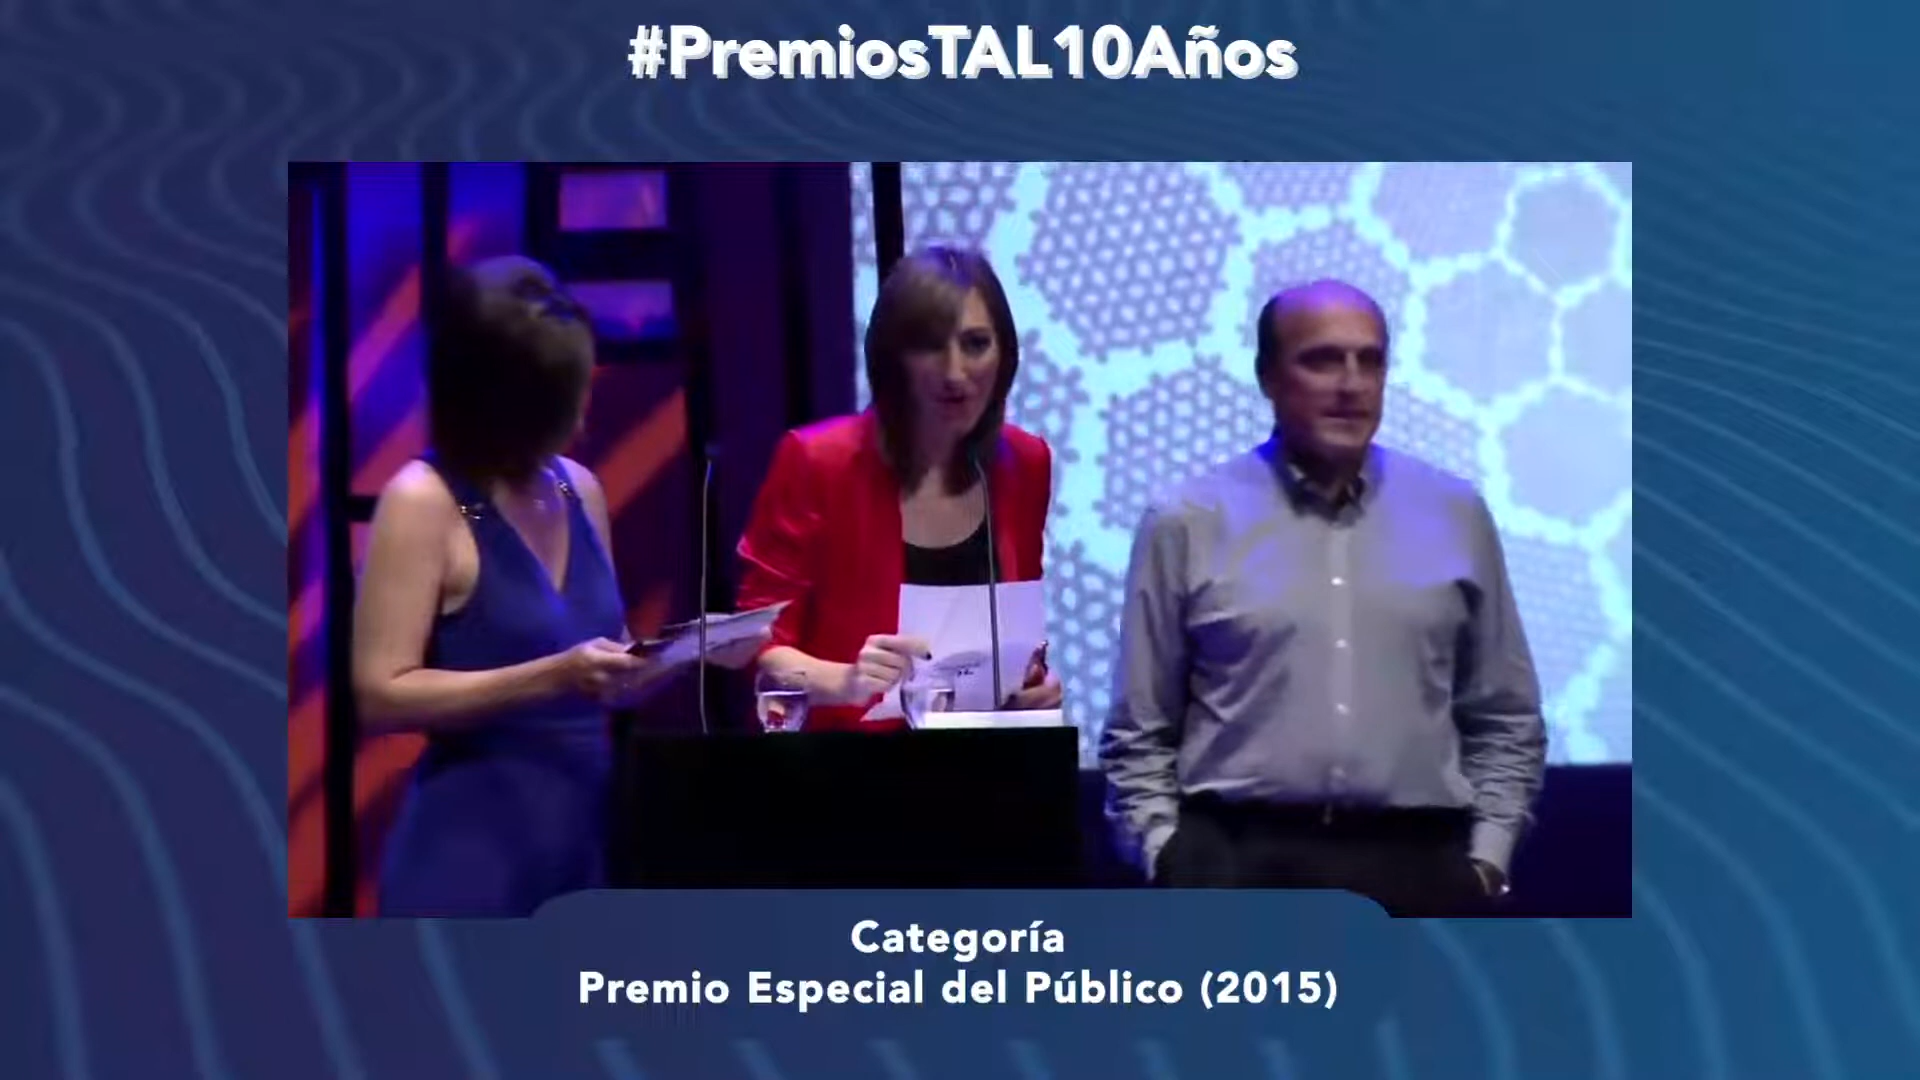 #PremiosTAL10Años
Categoría
Premio Especial del Público (2015)